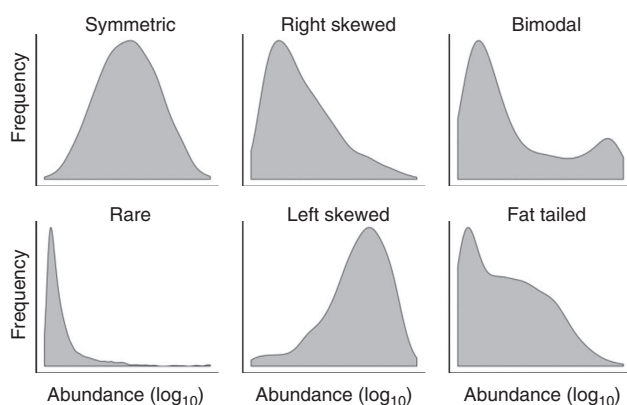 Symmetric
Right skewed
Bimodal
Frequency
Rare
Left skewed
Fat tailed
Frequency
Abundance (log₁₀)
Abundance (log₁₀)
Abundance (log₁₀)